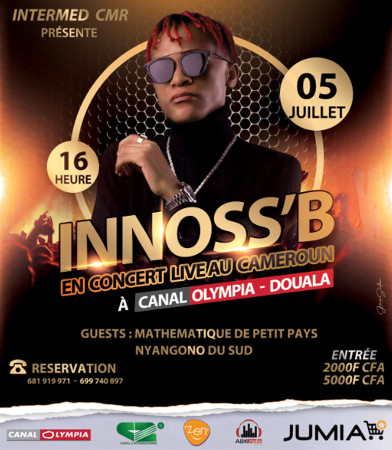 INTERMED CMR
PRÉSENTE
05
JUILLET
16
HEURE
INNOSS'B
EN CONCERT LIVE AU CAMEROUN
À CANAL OLYMPIA - DOUALA
GUESTS : MATHEMATIQUE DE PETIT PAYS
NYANGONO DU SUD
RESERVATION
681 919 971 - 699 740 897
ENTRÉE
2000F CFA
5000F CFA
CANAL OLYMPIA
Zen
JUMIA